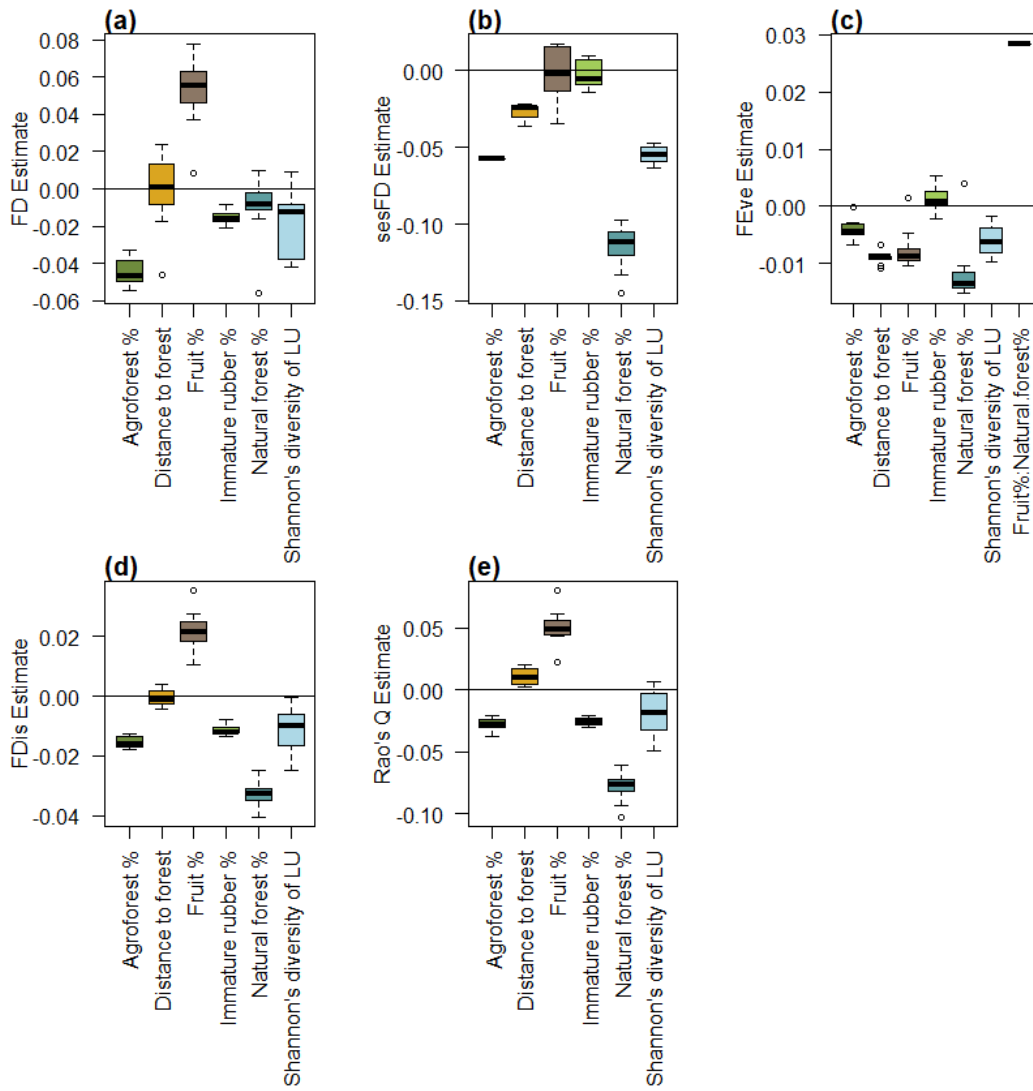 (a)
FD Estimate
0.08
0.06
0.04
0.02
0.00
-0.02
-0.04
-0.06
Agroforest %
Distance to forest
Fruit %
Immature rubber %
Natural forest %
Shannon's diversity of LU
(b)
sesFD Estimate
0.00
-0.05
-0.10
-0.15
Agroforest %
Distance to forest
Fruit %
Immature rubber %
Natural forest %
Shannon's diversity of LU
(c)
FEve Estimate
0.03
0.02
0.01
0.00
-0.01
Agroforest %
Distance to forest
Fruit %
Immature rubber %
Natural forest %
Shannon's diversity of LU
Fruit%:Natural.forest%
(d)
FDis Estimate
0.02
0.00
-0.02
-0.04
Agroforest %
Distance to forest
Fruit %
Immature rubber %
Natural forest %
Shannon's diversity of LU
(e)
Rao's Q Estimate
0.05
0.00
-0.05
-0.10
Agroforest %
Distance to forest
Fruit %
Immature rubber %
Natural forest %
Shannon's diversity of LU